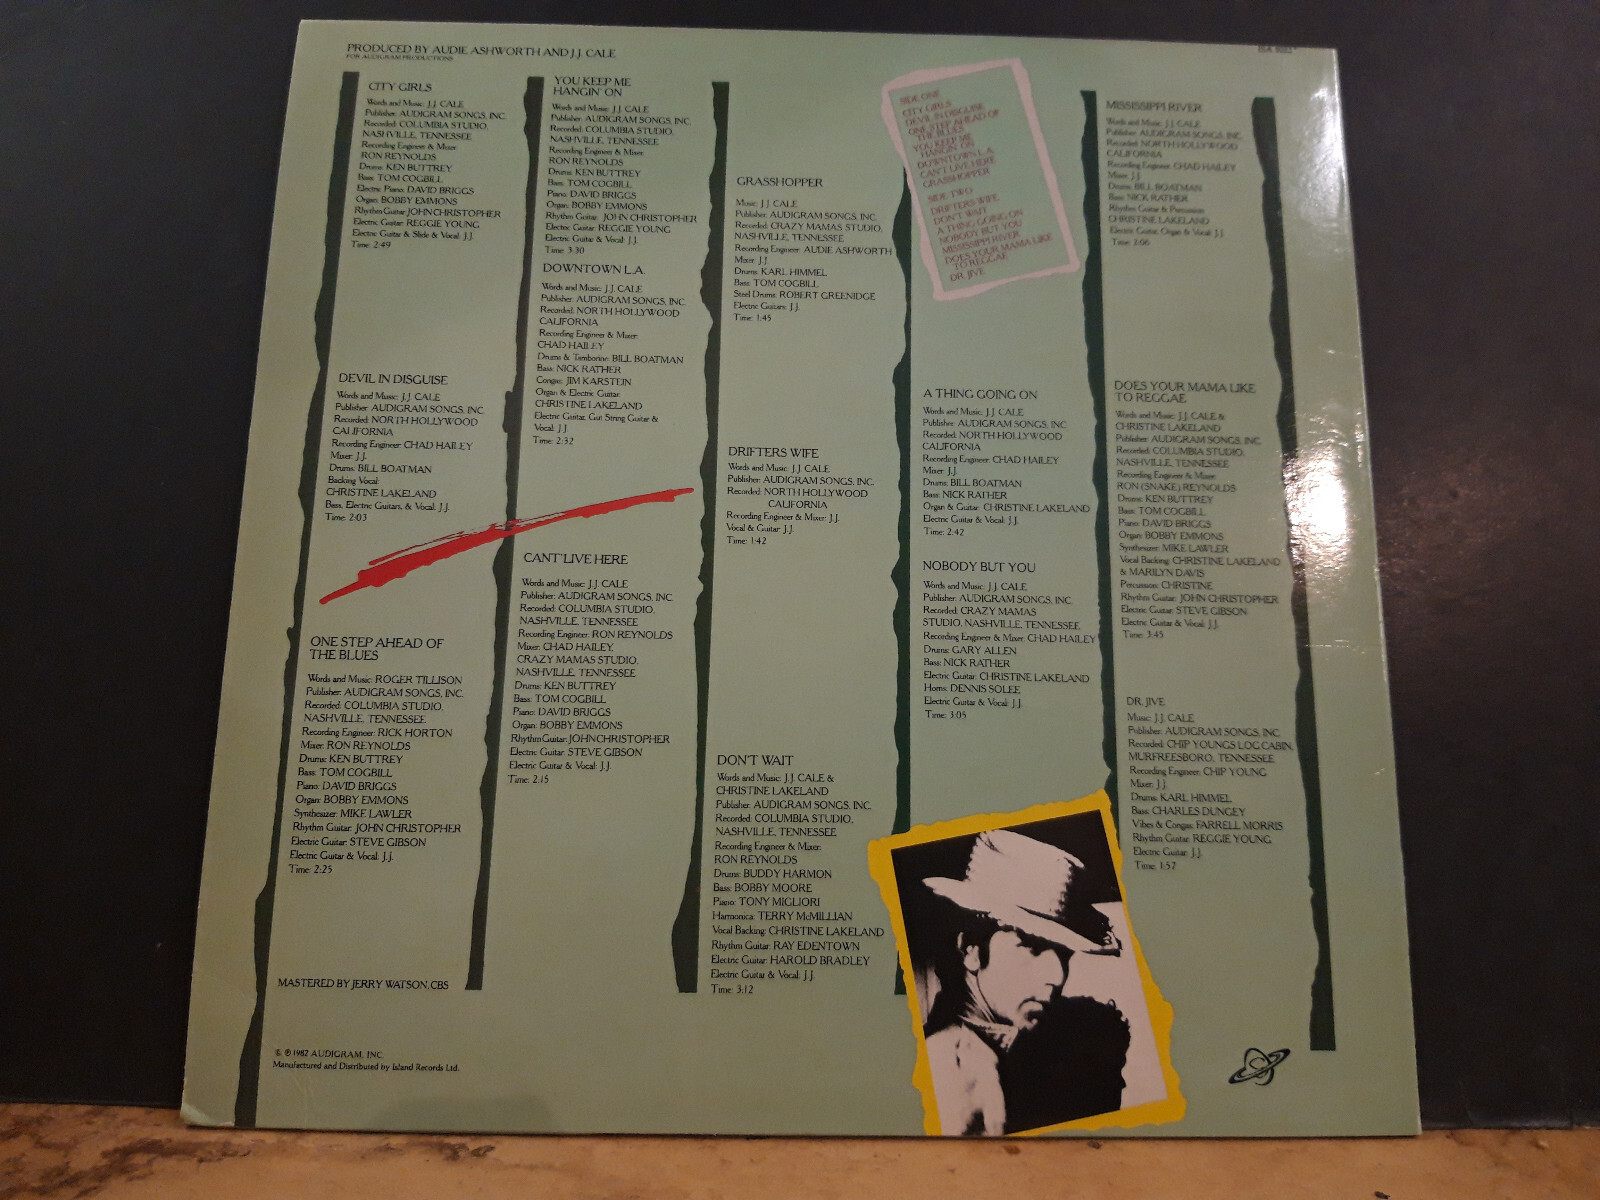 PRODUCED BY AUDIE ASHWORTH AND J.J. CALE
FOR AUDIGRAM PRODUCTIONS
CITY GIRLS
Words and Music: J.J. CALE
Publisher: AUDIGRAM SONGS, INC.
Recorded: COLUMBIA STUDIO,
NASHVILLE, TENNESSEE
Recording Engineer & Mixer:
RON REYNOLDS
Drums: KEN BUTTREY
Bass: TOM COGBILL
Electric Piano: DAVID BRIGGS
Organ: BOBBY EMMONS
Rhythm Guitar: JOHN CHRISTOPHER
Electric Guitar: REGGIE YOUNG
Electric Guitar & Slide & Vocal: J.J.
Time: 2:49
DEVIL IN DISGUISE
Words and Music: J.J. CALE
Publisher: AUDIGRAM SONGS, INC.
Recorded: NORTH HOLLYWOOD
CALIFORNIA
Recording Engineer: CHAD HAILEY
Mixer: J.J.
Drums: BILL BOATMAN
Backing Vocal:
CHRISTINE LAKELAND
Bass, Electric Guitars, & Vocal: J.J.
Time: 2:03
ONE STEP AHEAD OF
THE BLUES
Words and Music: ROGER TILLISON
Publisher: AUDIGRAM SONGS, INC.
Recorded: COLUMBIA STUDIO,
NASHVILLE, TENNESSEE
Recording Engineer: RICK HORTON
Mixer: RON REYNOLDS
Drums: KEN BUTTREY
Bass: TOM COGBILL
Piano: DAVID BRIGGS
Organ: BOBBY EMMONS
Synthesizer: MIKE LAWLER
Rhythm Guitar: JOHN CHRISTOPHER
Electric Guitar: STEVE GIBSON
Electric Guitar & Vocal: J.J.
Time: 2:25
MASTERED BY JERRY WATSON, CBS
© ℗ 1982 AUDIGRAM, INC.
Manufactured and Distributed by Island Records Ltd.
YOU KEEP ME
HANGIN' ON
Words and Music: J.J. CALE
Publisher: AUDIGRAM SONGS, INC.
Recorded: COLUMBIA STUDIO,
NASHVILLE, TENNESSEE
Recording Engineer & Mixer:
RON REYNOLDS
Drums: KEN BUTTREY
Bass: TOM COGBILL
Piano: DAVID BRIGGS
Organ: BOBBY EMMONS
Rhythm Guitar: JOHN CHRISTOPHER
Electric Guitar: REGGIE YOUNG
Electric Guitar & Vocal: J.J.
Time: 3:30
DOWNTOWN L.A.
Words and Music: J.J. CALE
Publisher: AUDIGRAM SONGS, INC.
Recorded: NORTH HOLLYWOOD
CALIFORNIA
Recording Engineer & Mixer:
CHAD HAILEY
Drums & Tamborine: BILL BOATMAN
Bass: NICK RATHER
Congas: JIM KARSTEIN
Organ & Electric Guitar:
CHRISTINE LAKELAND
Electric Guitar, Gut String Guitar &
Vocal: J.J.
Time: 2:32
CANT' LIVE HERE
Words and Music: J.J. CALE
Publisher: AUDIGRAM SONGS, INC.
Recorded: COLUMBIA STUDIO,
NASHVILLE, TENNESSEE
Recording Engineer: RON REYNOLDS
Mixer: CHAD HAILEY,
CRAZY MAMAS STUDIO,
NASHVILLE, TENNESSEE
Drums: KEN BUTTREY
Bass: TOM COGBILL
Piano: DAVID BRIGGS
Organ: BOBBY EMMONS
Rhythm Guitar: JOHN CHRISTOPHER
Electric Guitar: STEVE GIBSON
Electric Guitar & Vocal: J.J.
Time: 2.15
GRASSHOPPER
Music: J.J. CALE
Publisher: AUDIGRAM SONGS, INC.
Recorded: CRAZY MAMAS STUDIO,
NASHVILLE, TENNESSEE
Recording Engineer: AUDIE ASHWORTH
Mixer: J.J.
Drums: KARL HIMMEL
Bass: TOM COGBILL
Steel Drums: ROBERT GREENIDGE
Electric Guitars: J.J.
Time: 1:45
DRIFTERS WIFE
Words and Music: J.J. CALE
Publisher: AUDIGRAM SONGS, INC.
Recorded: NORTH HOLLYWOOD
CALIFORNIA
Recording Engineer & Mixer: J.J.
Vocal & Guitar: J.J.
Time: 1:42
DON'T WAIT
Words and Music: J.J. CALE &
CHRISTINE LAKELAND
Publisher: AUDIGRAM SONGS, INC.
Recorded: COLUMBIA STUDIO,
NASHVILLE, TENNESSEE
Recording Engineer & Mixer:
RON REYNOLDS
Drums: BUDDY HARMON
Bass: BOBBY MOORE
Piano: TONY MIGLIORI
Harmonica: TERRY McMILLIAN
Vocal Backing: CHRISTINE LAKELAND
Rhythm Guitar: RAY EDENTOWN
Electric Guitar: HAROLD BRADLEY
Electric Guitar & Vocal: J.J.
Time: 3:12
SIDE ONE
CITY GIRLS
DEVIL IN DISGUISE
ONE STEP AHEAD OF
THE BLUES
YOU KEEP ME
HANGIN' ON
DOWNTOWN L.A.
CAN'T LIVE HERE
GRASSHOPPER
SIDE TWO
DRIFTERS WIFE
DON'T WAIT
A THING GOING ON
NOBODY BUT YOU
MISSISSIPPI RIVER
DOES YOUR MAMA LIKE
TO REGGAE
DR. JIVE
A THING GOING ON
Words and Music: J.J. CALE
Publisher: AUDIGRAM SONGS, INC.
Recorded: NORTH HOLLYWOOD
CALIFORNIA
Recording Engineer: CHAD HAILEY
Mixer: J.J.
Drums: BILL BOATMAN
Bass: NICK RATHER
Organ & Guitar: CHRISTINE LAKELAND
Electric Guitar & Vocal: J.J.
Time: 2.42
NOBODY BUT YOU
Words and Music: J.J. CALE
Publisher: AUDIGRAM SONGS, INC.
Recorded: CRAZY MAMAS
STUDIO, NASHVILLE, TENNESSEE,
Recording Engineer & Mixer: CHAD HAILEY
Drums: GARY ALLEN
Bass: NICK RATHER
Electric Guitar: CHRISTINE LAKELAND
Horns: DENNIS SOLEE
Electric Guitar & Vocal: J.J.
Time: 3:05
MISSISSIPPI RIVER
Words and Music: J.J. CALE
Publisher: AUDIGRAM SONGS, INC.
Recorded: NORTH HOLLYWOOD
CALIFORNIA
Recording Engineer: CHAD HAILEY
Mixer: J.J.
Drums: BILL BOATMAN
Bass: NICK RATHER
Rhythm Guitar & Percussion:
CHRISTINE LAKELAND
Electric Guitar, Organ & Vocal: J.J.
Time: 2:06
DOES YOUR MAMA LIKE
TO REGGAE
Words and Music: J.J. CALE &
CHRISTINE LAKELAND
Publisher: AUDIGRAM SONGS, INC.
Recorded: COLUMBIA STUDIO,
NASHVILLE, TENNESSEE
Recording Engineer & Mixer:
RON (SNAKE) REYNOLDS
Drums: KEN BUTTREY
Bass: TOM COGBILL
Piano: DAVID BRIGGS
Organ: BOBBY EMMONS
Synthesizer: MIKE LAWLER
Vocal Backing: CHRISTINE LAKELAND
& MARILYN DAVIS
Percussion: CHRISTINE
Rhythm Guitar: JOHN CHRISTOPHER
Electric Guitar: STEVE GIBSON
Electric Guitar & Vocal: J.J.
Time: 3:45
DR. JIVE
Music: J.J. CALE
Publisher: AUDIGRAM SONGS, INC.
Recorded: CHIP YOUNGS LOG CABIN,
MURFREESBORO, TENNESSEE
Recording Engineer: CHIP YOUNG
Mixer: J.J.
Drums: KARL HIMMEL
Bass: CHARLES DUNGEY
Vibes & Congas: FARRELL MORRIS
Rhythm Guitar: REGGIE YOUNG
Electric Guitar: J.J.
Time: 1:57